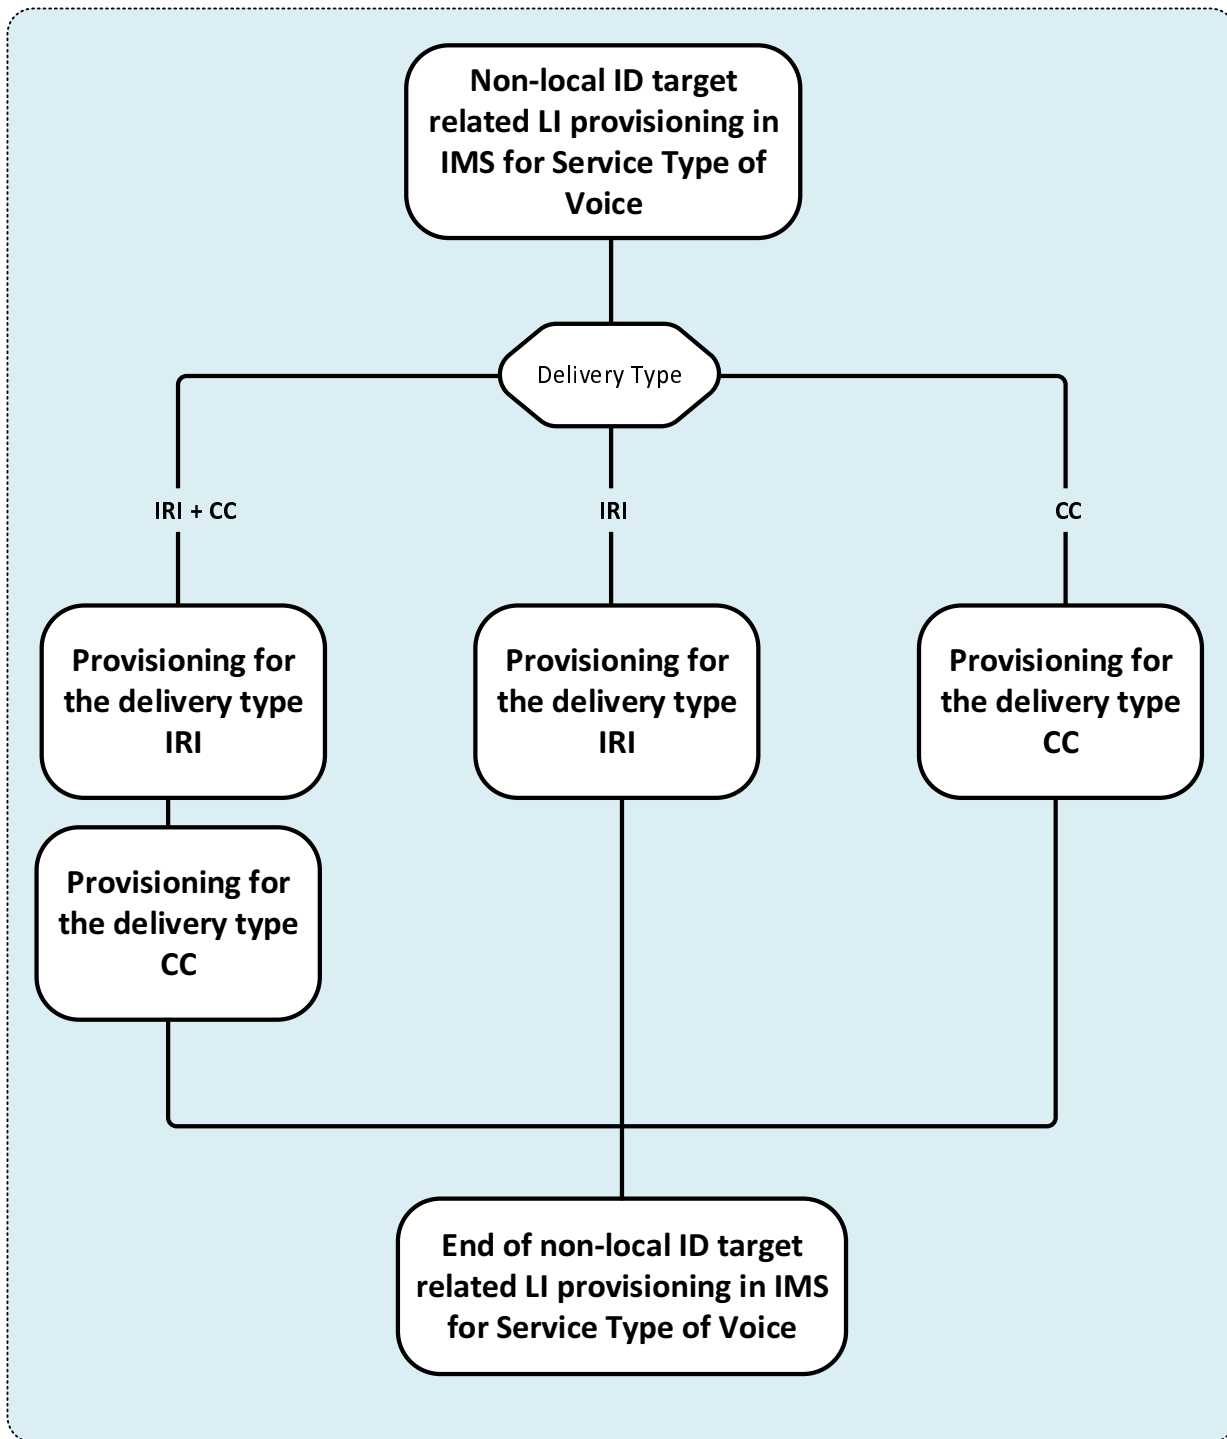 Non-local ID target
related LI provisioning in
IMS for Service Type of
Voice
Delivery Type
IRI + CC
IRI
CC
Provisioning for
the delivery type
IRI
Provisioning for
the delivery type
IRI
Provisioning for
the delivery type
CC
Provisioning for
the delivery type
CC
End of non-local ID target
related LI provisioning in IMS
for Service Type of Voice